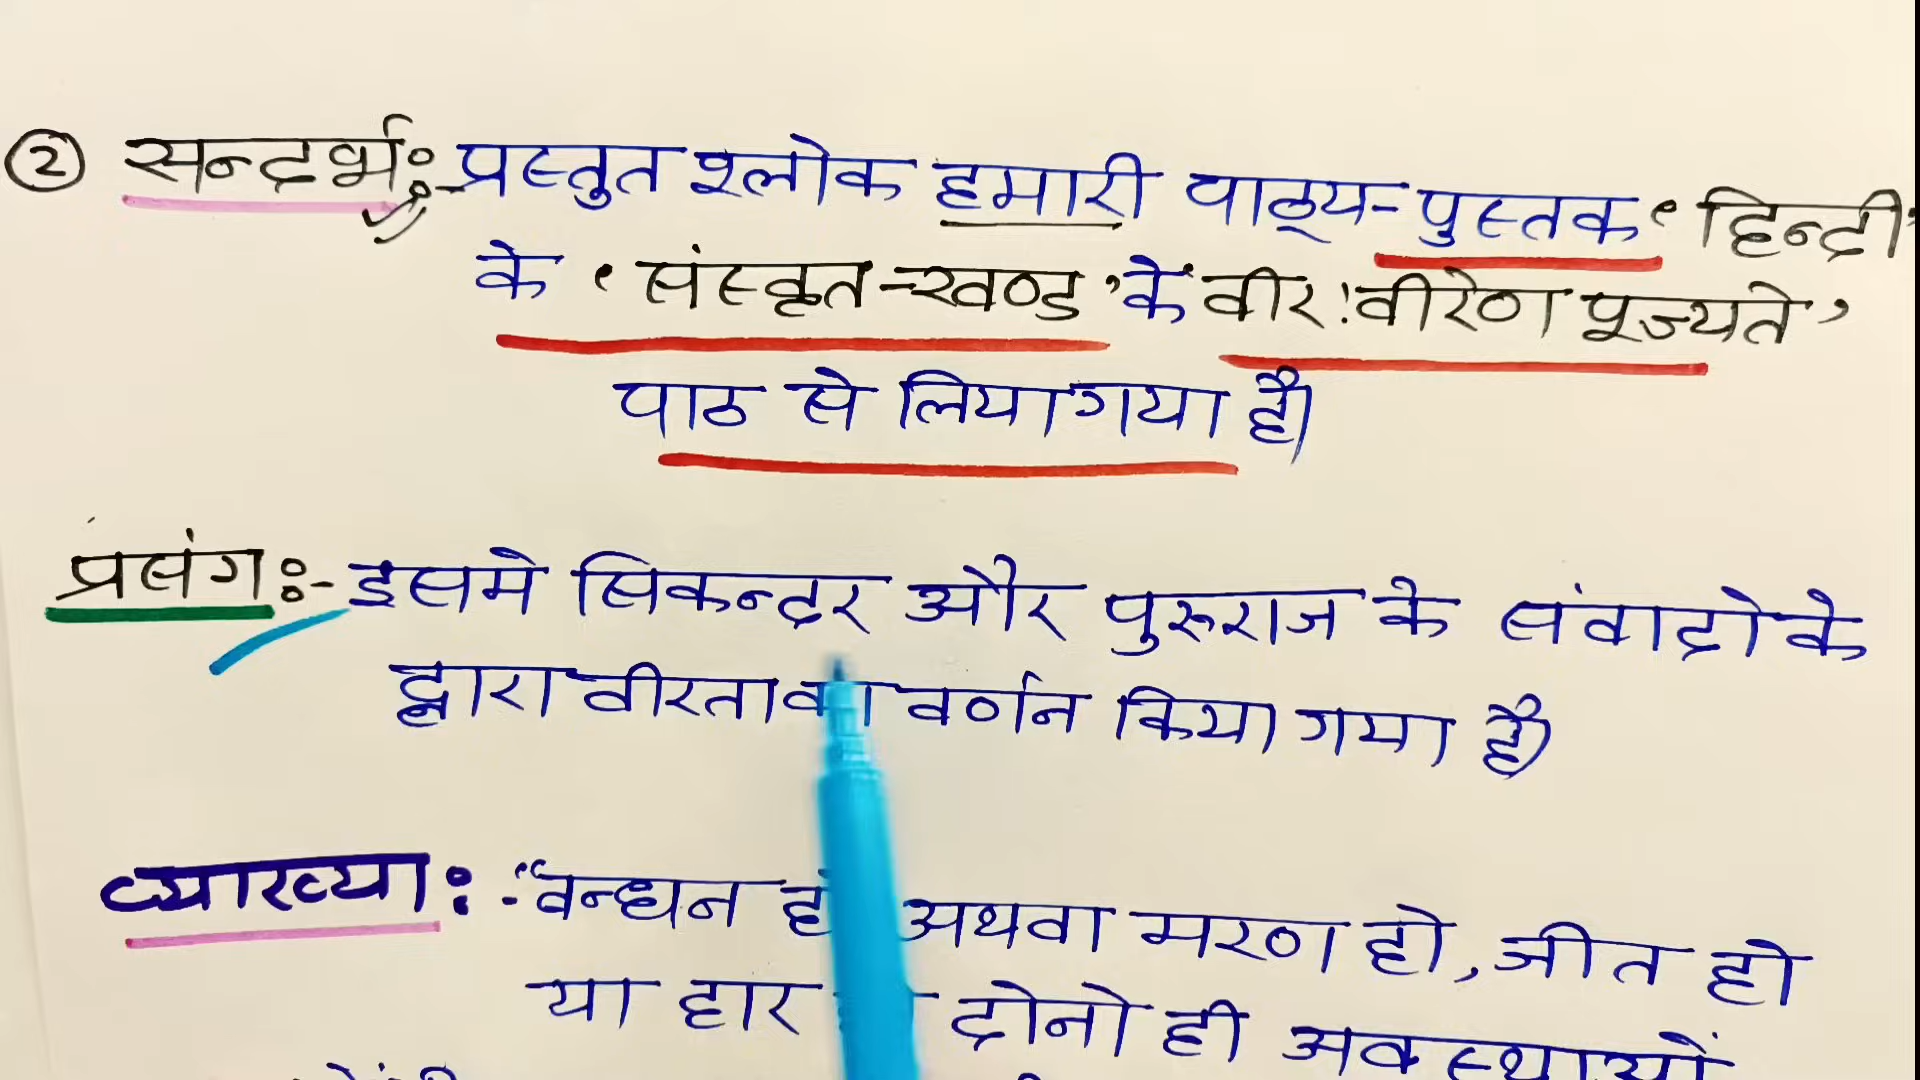 ② सन्दर्भ:- प्रस्तुत श्लोक हमारी पाठ्य-पुस्तक 'हिन्दी'
के 'संस्कृत-खण्ड' के 'वीर: वीरेण पूज्यते'
पाठ से लिया गया है।
प्रसंग:- इसमे सिकन्दर और पुरुराज के संवादो के
द्वारा वीरता का वर्णन किया गया है।
व्याख्या:- "बन्धन हो अथवा मरण हो, जीत हो
या हार दोनो ही अवस्थाओं